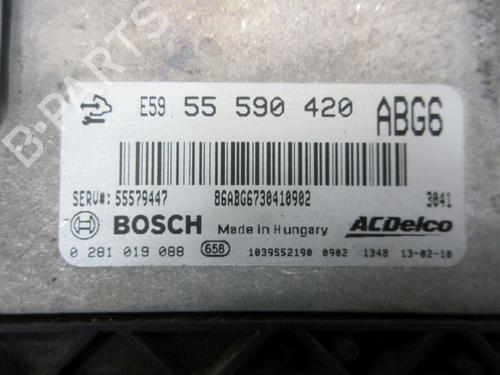 E59 55 590 420 ABG6
SERV#: 55579447 86ABG6730410902 3041
BOSCH Made in Hungary ACDelco
0 281 019 088 658 1039S52190 0902 1348 13-02-10
B-PARTS